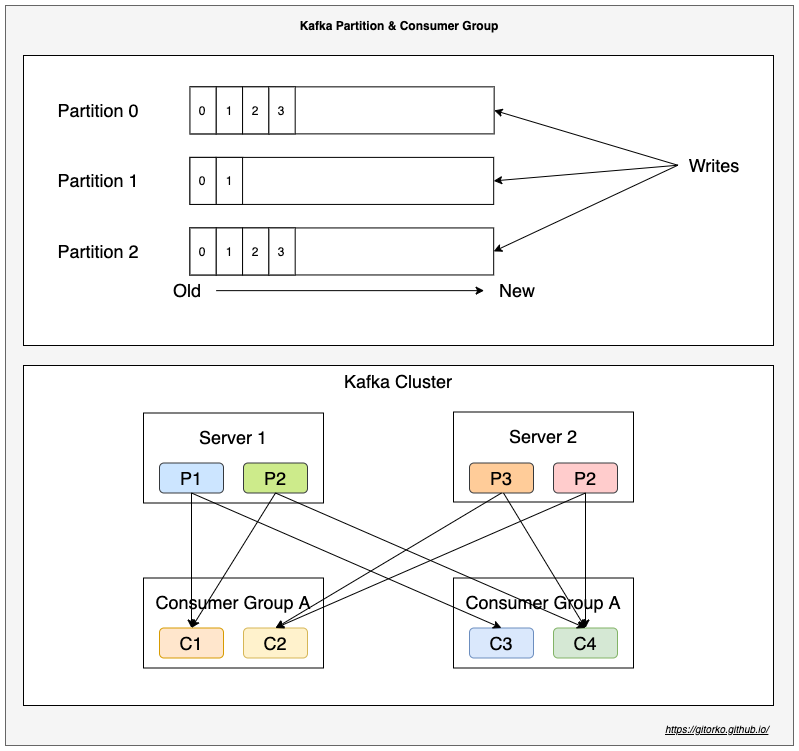 Kafka Partition & Consumer Group
Partition 0
0 1 2 3
Partition 1
0 1
Writes
Partition 2
0 1 2 3
Old
New
Kafka Cluster
Server 1
Server 2
P1 P2
P3 P2
Consumer Group A
Consumer Group A
C1 C2
C3 C4
https://gitorko.github.io/